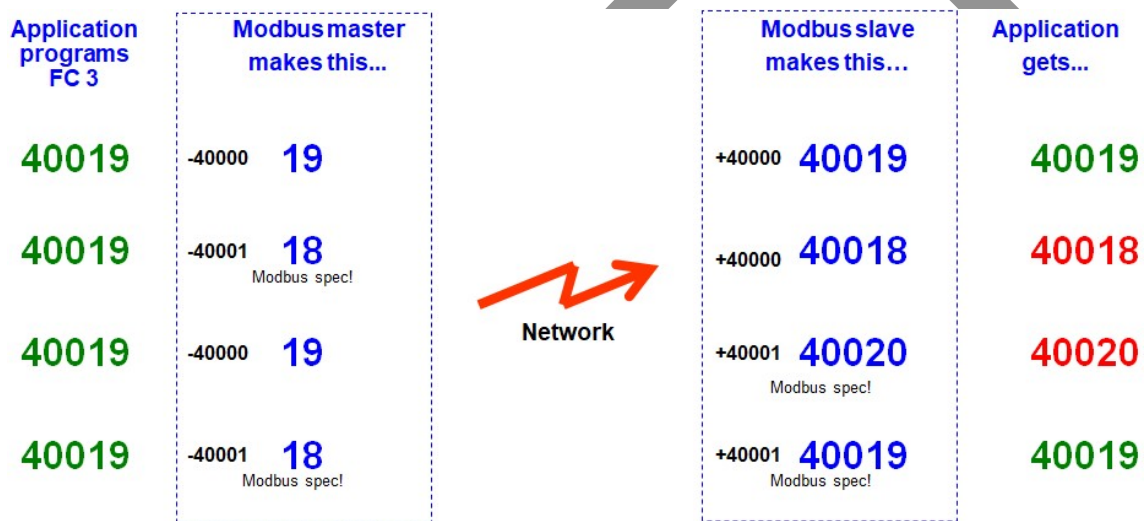 Application programs FC 3
Modbus master makes this...
Modbus slave makes this...
Application gets...
40019 -40000 19 +40000 40019 40019
40019 -40001 18 +40000 40018 40018
Modbus spec!
Network
40019 -40000 19 +40001 40020 40020
Modbus spec!
40019 -40001 18 +40001 40019 40019
Modbus spec! Modbus spec!